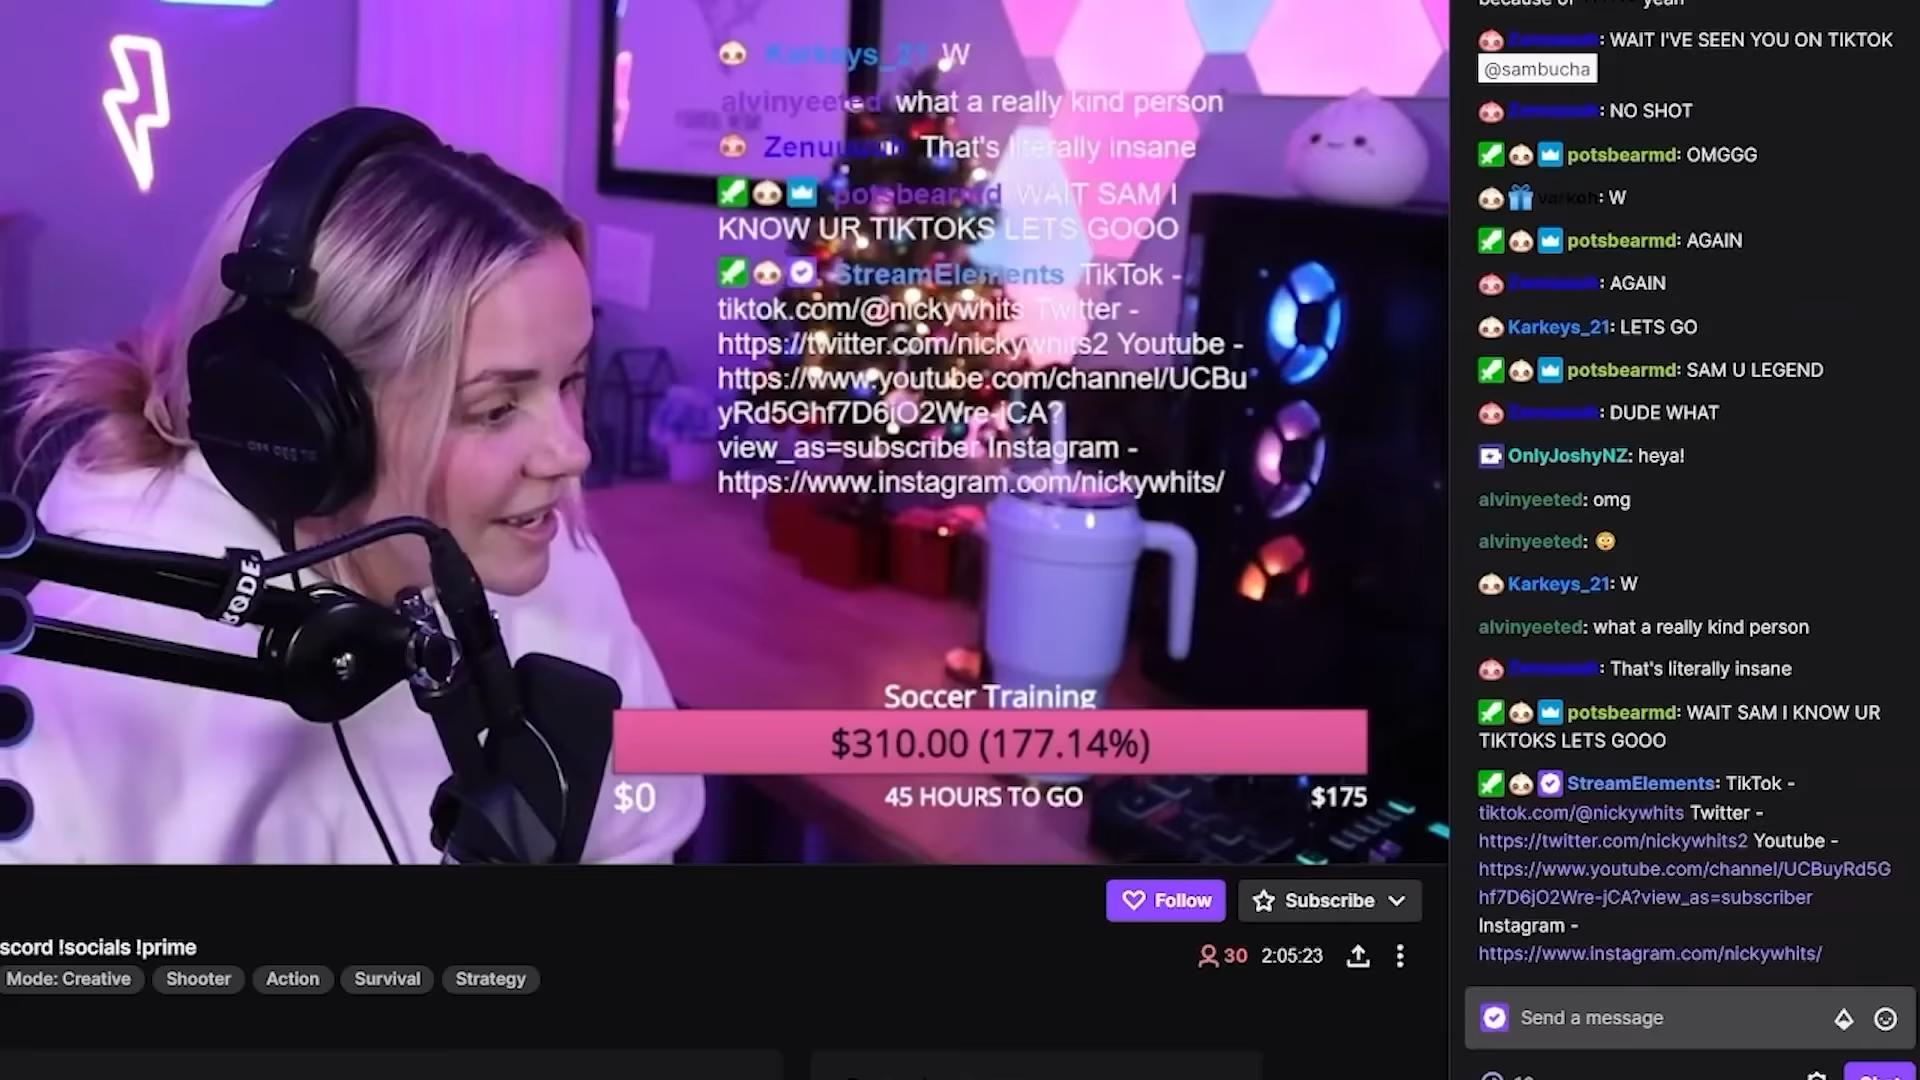 Karkeys_21 W
alvinyeeted what a really kind person
Zenuuuuh That's literally insane
potsbearmd WAIT SAM I
KNOW UR TIKTOKS LETS GOOO
StreamElements TikTok -
tiktok.com/@nickywhits Twitter -
https://twitter.com/nickywhits2 Youtube -
https://www.youtube.com/channel/UCBu
yRd5Ghf7D6jO2Wre-jCA?
view_as=subscriber Instagram -
https://www.instagram.com/nickywhits/
Soccer Training
$310.00 (177.14%)
$0 45 HOURS TO GO $175
Follow
Subscribe
scord !socials !prime
30 2:05:23
Mode: Creative Shooter Action Survival Strategy
yeah
: WAIT I'VE SEEN YOU ON TIKTOK
@sambucha
: NO SHOT
potsbearmd: OMGGG
varkoh: W
potsbearmd: AGAIN
: AGAIN
Karkeys_21: LETS GO
potsbearmd: SAM U LEGEND
: DUDE WHAT
OnlyJoshyNZ: heya!
alvinyeeted: omg
alvinyeeted: 😳
Karkeys_21: W
alvinyeeted: what a really kind person
: That's literally insane
potsbearmd: WAIT SAM I KNOW UR
TIKTOKS LETS GOOO
StreamElements: TikTok -
tiktok.com/@nickywhits Twitter -
https://twitter.com/nickywhits2 Youtube -
https://www.youtube.com/channel/UCBuyRd5G
hf7D6jO2Wre-jCA?view_as=subscriber
Instagram -
https://www.instagram.com/nickywhits/
Send a message